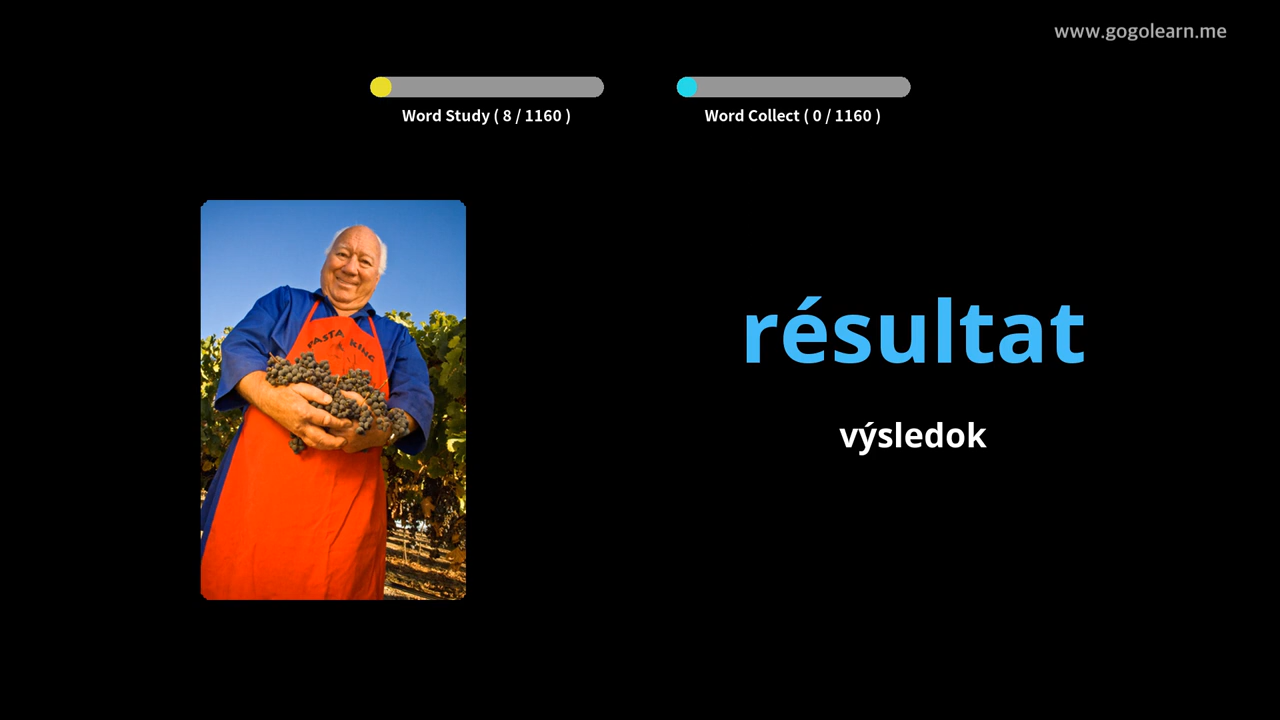 www.gogolearn.me
Word Study ( 8 / 1160 )
Word Collect ( 0 / 1160 )
PASTA KING
résultat
výsledok